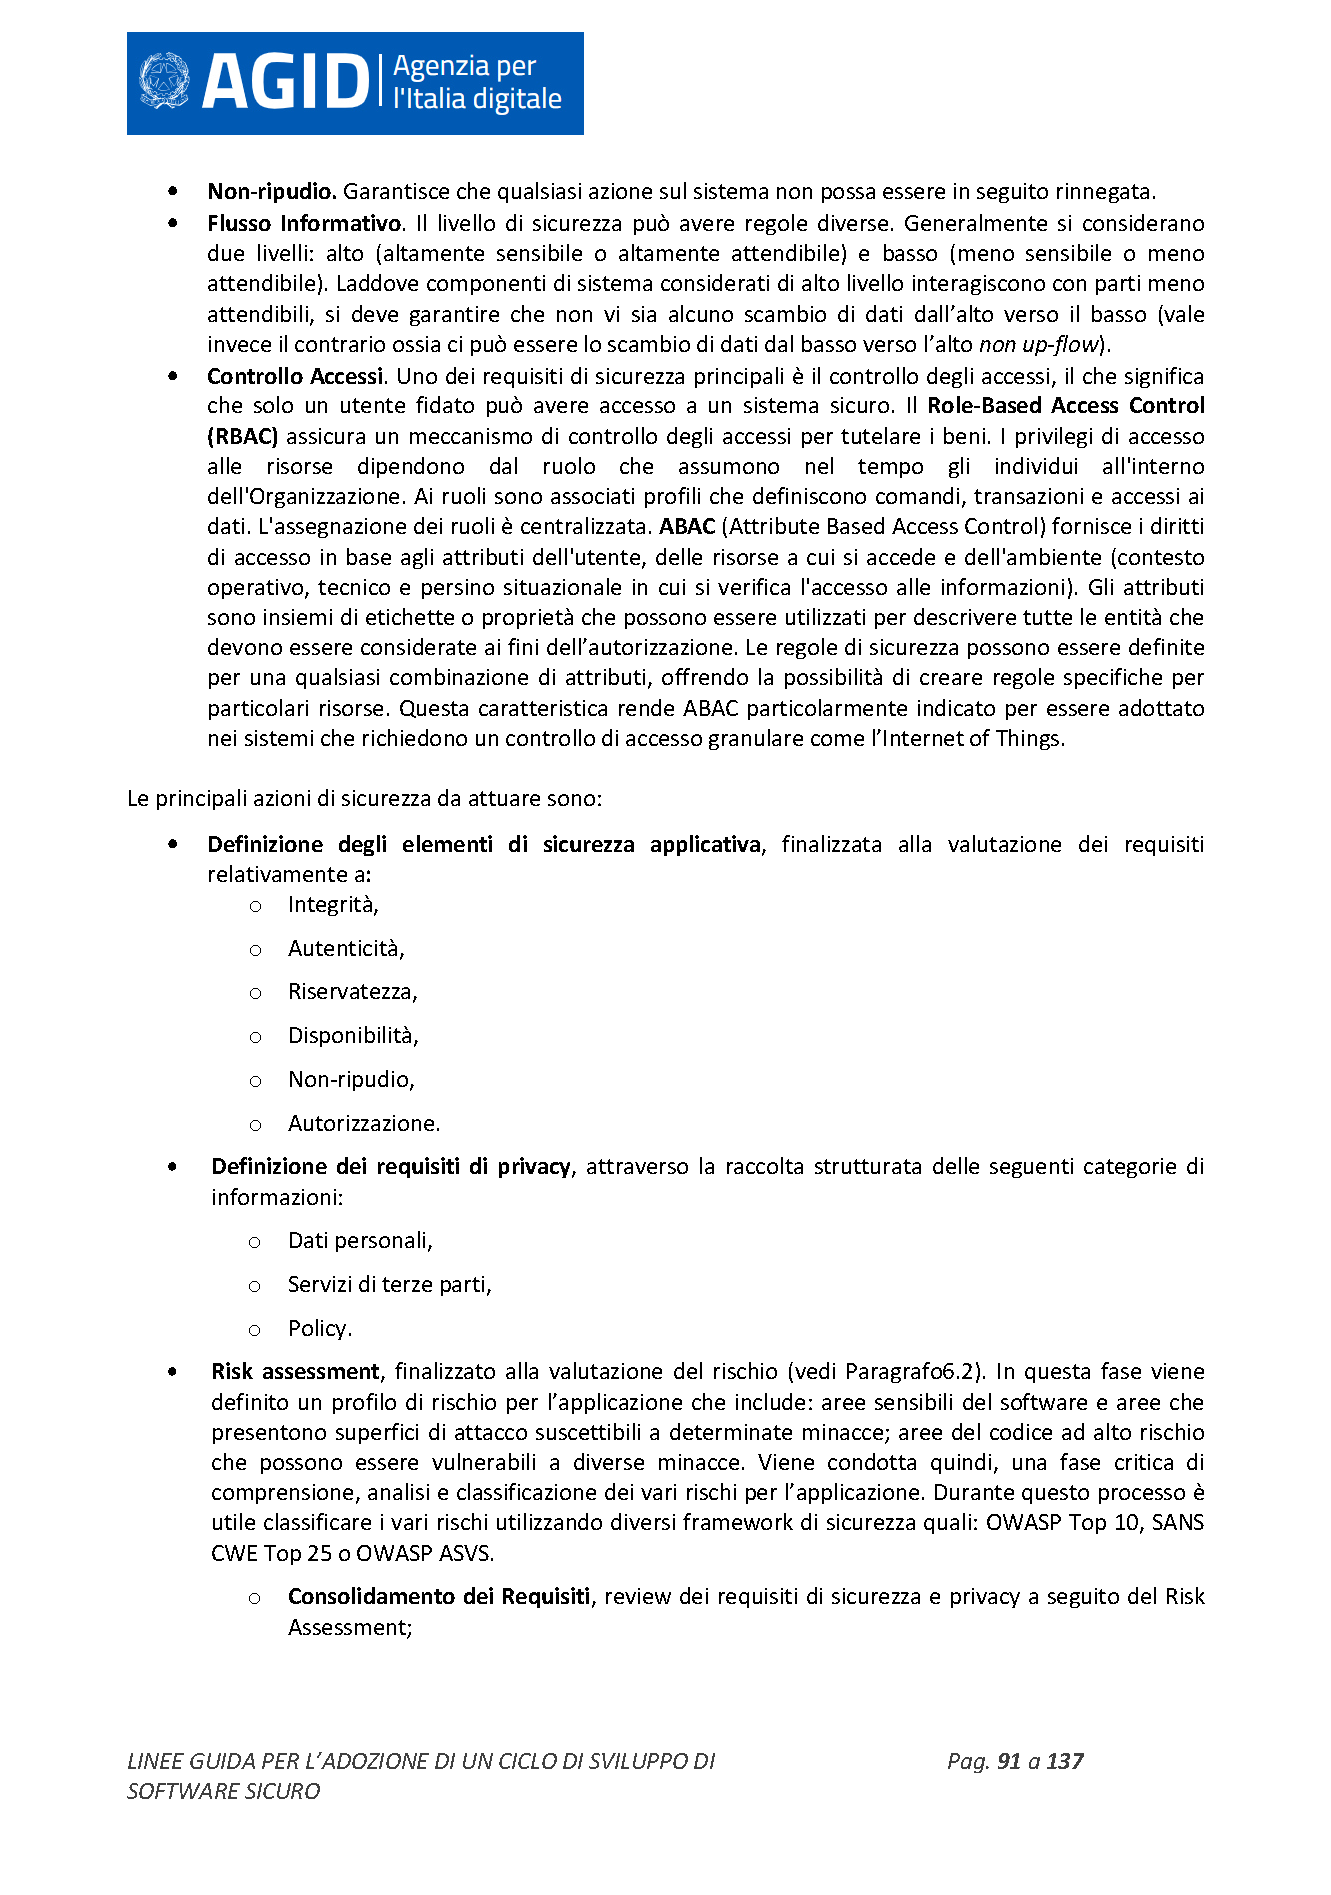 AGID Agenzia per
l'Italia digitale
• Non-ripudio. Garantisce che qualsiasi azione sul sistema non possa essere in seguito rinnegata.
• Flusso Informativo. Il livello di sicurezza può avere regole diverse. Generalmente si considerano
due livelli: alto (altamente sensibile o altamente attendibile) e basso (meno sensibile o meno
attendibile). Laddove componenti di sistema considerati di alto livello interagiscono con parti meno
attendibili, si deve garantire che non vi sia alcuno scambio di dati dall’alto verso il basso (vale
invece il contrario ossia ci può essere lo scambio di dati dal basso verso l’alto non up-flow).
• Controllo Accessi. Uno dei requisiti di sicurezza principali è il controllo degli accessi, il che significa
che solo un utente fidato può avere accesso a un sistema sicuro. Il Role-Based Access Control
(RBAC) assicura un meccanismo di controllo degli accessi per tutelare i beni. I privilegi di accesso
alle risorse dipendono dal ruolo che assumono nel tempo gli individui all'interno
dell'Organizzazione. Ai ruoli sono associati profili che definiscono comandi, transazioni e accessi ai
dati. L'assegnazione dei ruoli è centralizzata. ABAC (Attribute Based Access Control) fornisce i diritti
di accesso in base agli attributi dell'utente, delle risorse a cui si accede e dell'ambiente (contesto
operativo, tecnico e persino situazionale in cui si verifica l'accesso alle informazioni). Gli attributi
sono insiemi di etichette o proprietà che possono essere utilizzati per descrivere tutte le entità che
devono essere considerate ai fini dell’autorizzazione. Le regole di sicurezza possono essere definite
per una qualsiasi combinazione di attributi, offrendo la possibilità di creare regole specifiche per
particolari risorse. Questa caratteristica rende ABAC particolarmente indicato per essere adottato
nei sistemi che richiedono un controllo di accesso granulare come l’Internet of Things.
Le principali azioni di sicurezza da attuare sono:
• Definizione degli elementi di sicurezza applicativa, finalizzata alla valutazione dei requisiti
relativamente a:
o Integrità,
o Autenticità,
o Riservatezza,
o Disponibilità,
o Non-ripudio,
o Autorizzazione.
• Definizione dei requisiti di privacy, attraverso la raccolta strutturata delle seguenti categorie di
informazioni:
o Dati personali,
o Servizi di terze parti,
o Policy.
• Risk assessment, finalizzato alla valutazione del rischio (vedi Paragrafo6.2). In questa fase viene
definito un profilo di rischio per l’applicazione che include: aree sensibili del software e aree che
presentono superfici di attacco suscettibili a determinate minacce; aree del codice ad alto rischio
che possono essere vulnerabili a diverse minacce. Viene condotta quindi, una fase critica di
comprensione, analisi e classificazione dei vari rischi per l’applicazione. Durante questo processo è
utile classificare i vari rischi utilizzando diversi framework di sicurezza quali: OWASP Top 10, SANS
CWE Top 25 o OWASP ASVS.
o Consolidamento dei Requisiti, review dei requisiti di sicurezza e privacy a seguito del Risk
Assessment;
LINEE GUIDA PER L’ADOZIONE DI UN CICLO DI SVILUPPO DI Pag. 91 a 137
SOFTWARE SICURO